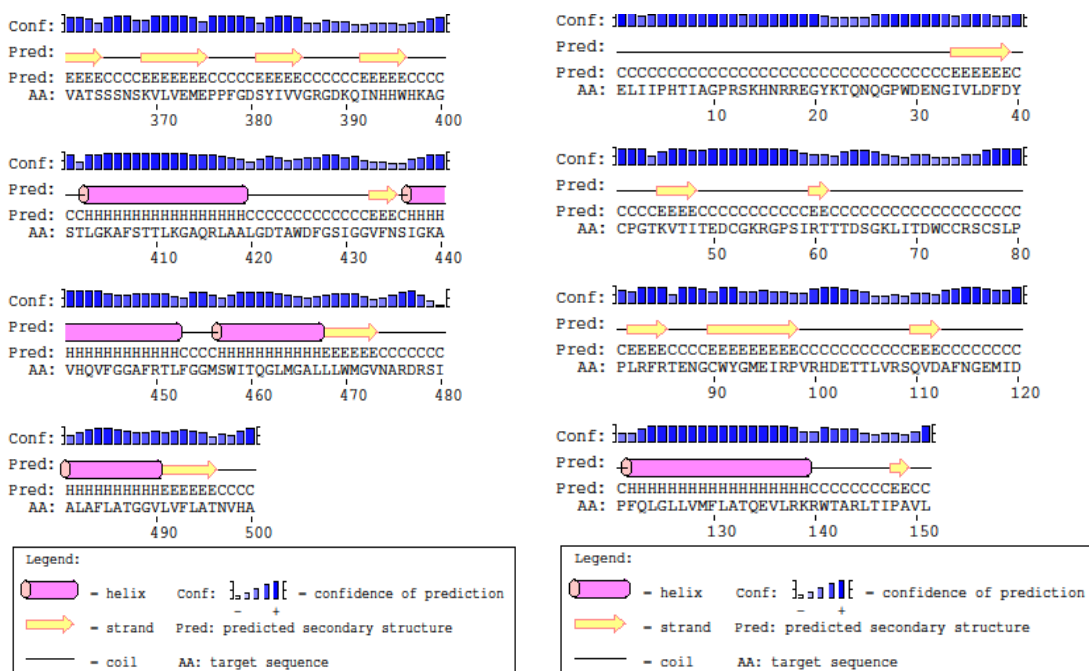 Conf:
Pred:
Pred: EEEECCCCEEEEEEECCCCCEEEEECCCCCCEEEEECCCC
AA: VATSSSNSKVLVEMEPPFGDSYIVVGRGDKQINHHWHKAG
370 380 390 400
Conf:
Pred:
Pred: CCHHHHHHHHHHHHHHHHHCCCCCCCCCCCCCEEECHHHH
AA: STLGKAFSTTLKGAQRLAALGDTAWDFGSIGGVFNSIGKA
410 420 430 440
Conf:
Pred:
Pred: HHHHHHHHHHHHCCCCHHHHHHHHHHHEEEEEECCCCCCC
AA: VHQVFGGAFRTLFGGMSWITQGLMGALLLWMGVNARDRSI
450 460 470 480
Conf:
Pred:
Pred: HHHHHHHHHHEEEEEECCCC
AA: ALAFLATGGVLVFLATNVHA
490 500
Legend:
= helix Conf: = confidence of prediction
- +
= strand Pred: predicted secondary structure
= coil AA: target sequence
Conf:
Pred:
Pred: CCCCCCCCCCCCCCCCCCCCCCCCCCCCCCCCCEEEEEEC
AA: ELIIPHTIAGPRSKHNRREGYKTQNQGPWDENGIVLDFDY
10 20 30 40
Conf:
Pred:
Pred: CCCCEEEECCCCCCCCCCCEECCCCCCCCCCCCCCCCCCC
AA: CPGTKVTITEDCGKRGPSIRTTTDSGKLITDWCCRSCSLP
50 60 70 80
Conf:
Pred:
Pred: CEEEECCCCEEEEEEEEECCCCCCCCCCCEEECCCCCCCC
AA: PLRFRTENGCWYGMEIRPVRHDETTLVRSQVDAFNGEMID
90 100 110 120
Conf:
Pred:
Pred: CHHHHHHHHHHHHHHHHHHCCCCCCCCEECC
AA: PFQLGLLVMFLATQEVLRKRWTARLTIPAVL
130 140 150
Legend:
= helix Conf: = confidence of prediction
- +
= strand Pred: predicted secondary structure
= coil AA: target sequence